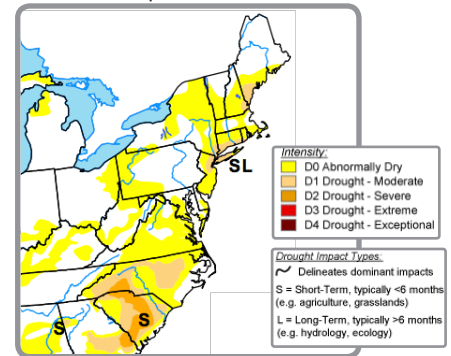 SL
Intensity:
D0 Abnormally Dry
D1 Drought - Moderate
D2 Drought - Severe
D3 Drought - Extreme
D4 Drought - Exceptional
Drought Impact Types:
Delineates dominant impacts
S = Short-Term, typically <6 months
(e.g. agriculture, grasslands)
L = Long-Term, typically >6 months
(e.g. hydrology, ecology)
S
S